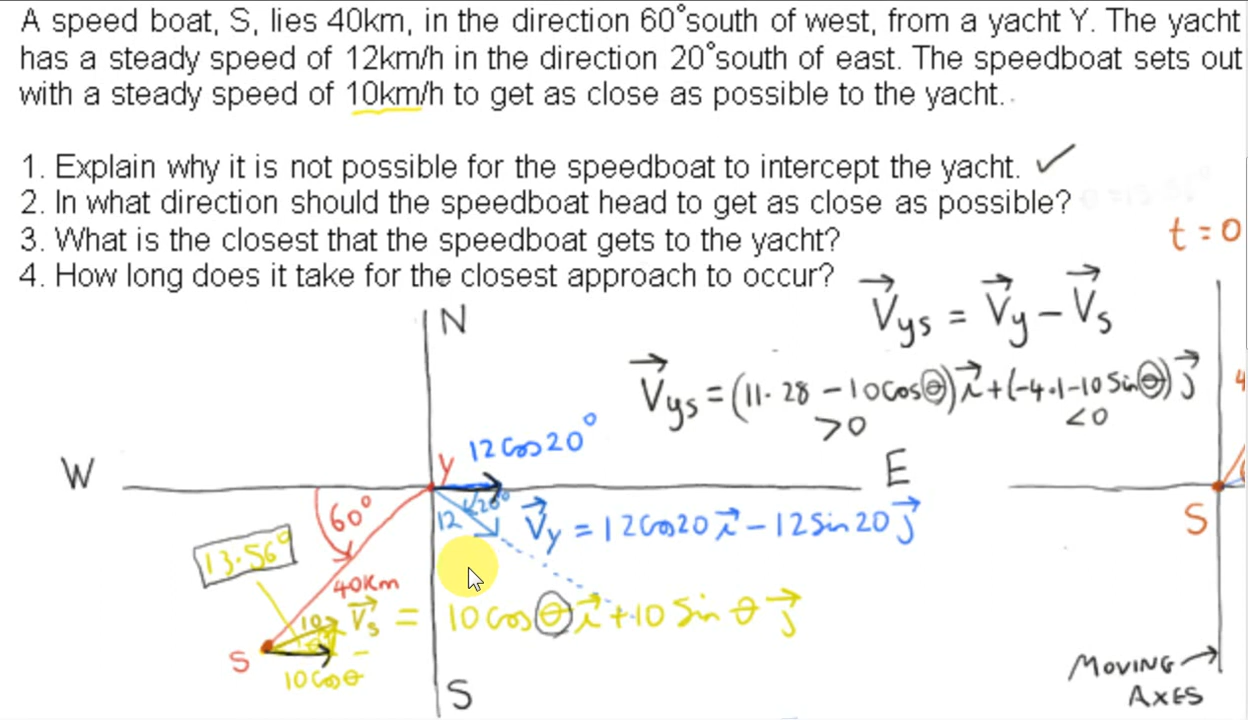 A speed boat, S, lies 40km, in the direction 60°south of west, from a yacht Y. The yacht
has a steady speed of 12km/h in the direction 20°south of east. The speedboat sets out
with a steady speed of 10km/h to get as close as possible to the yacht.
1. Explain why it is not possible for the speedboat to intercept the yacht. ✓
2. In what direction should the speedboat head to get as close as possible?
3. What is the closest that the speedboat gets to the yacht?
t = 0
4. How long does it take for the closest approach to occur?
V⃗ys = V⃗y − V⃗s
N
V⃗ys = (11.28 − 10cosθ)i⃗ + (−4.1 − 10Sinθ)j⃗
4
>0 <0
12Cos20°
W Y E
60° 12 20° V⃗y = 12Cos20 i⃗ − 12Sin20 j⃗
S
13.56°
40Km
10 V⃗s = 10Cosθ i⃗ + 10Sinθ j⃗
S
10Cosθ
MOVING
AXES
S